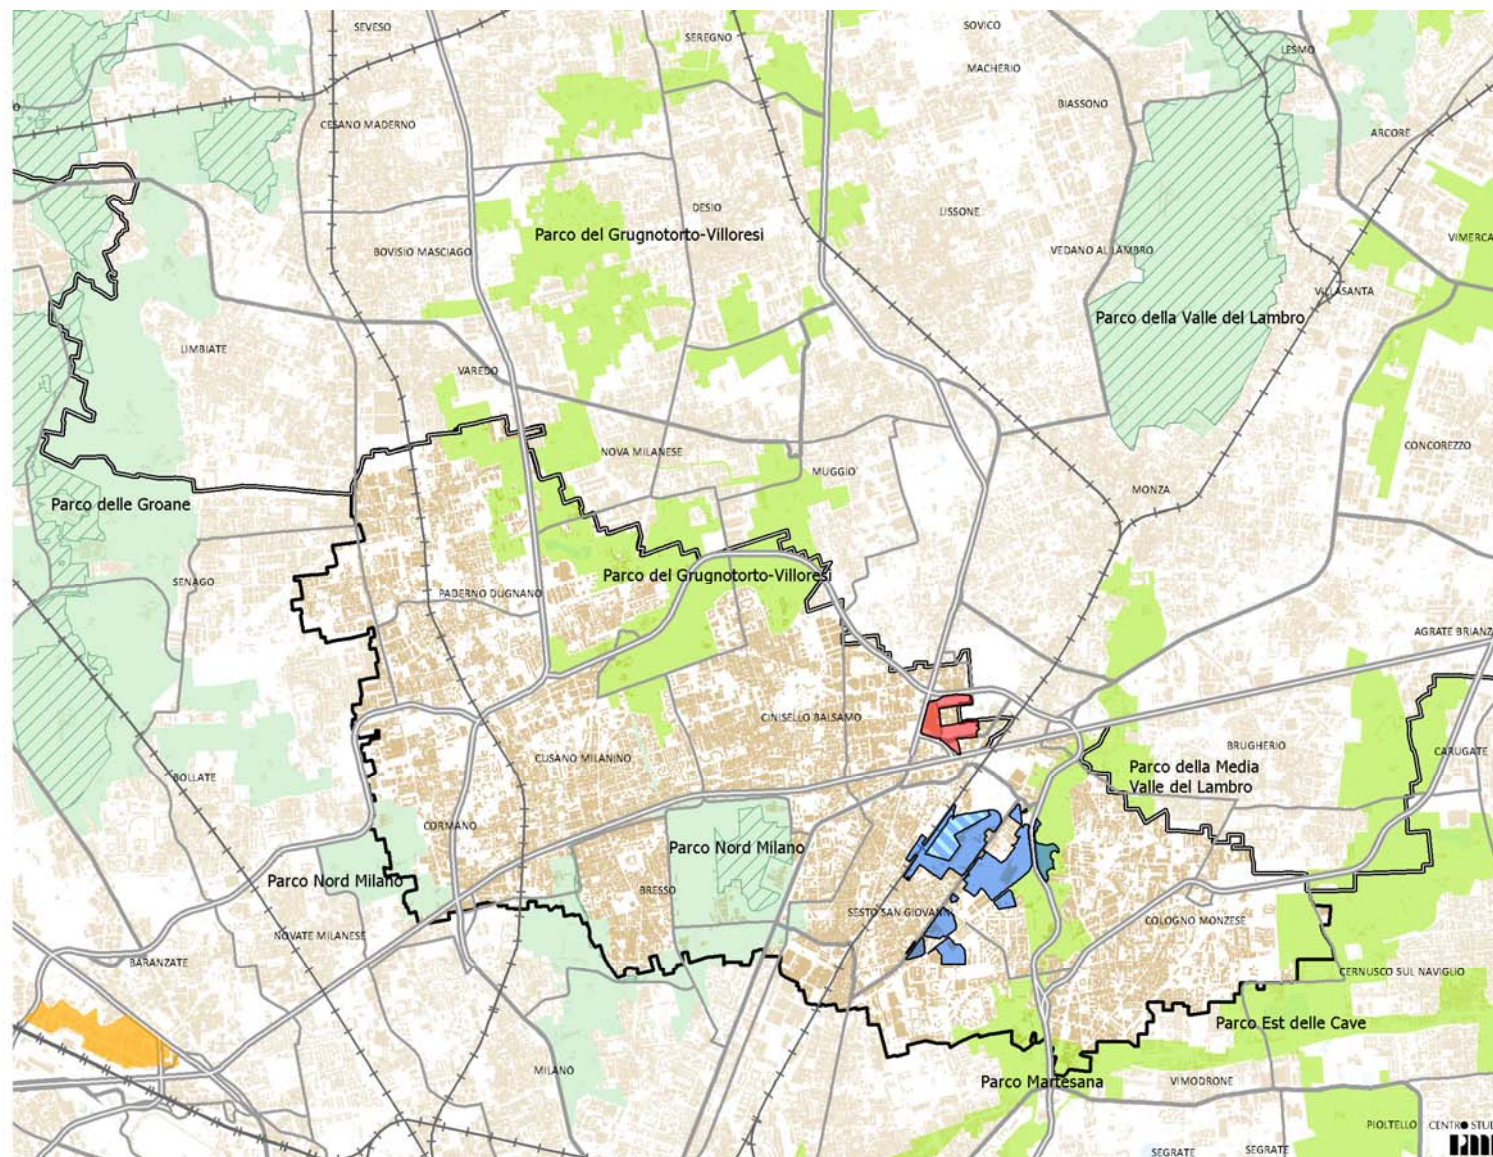 SEVESO
SEREGNO
SOVICO
LESMO
MACHERIO
BIASSONO
CESANO MADERNO
ARCORE
DESIO
LISSONE
Parco del Grugnotorto-Villoresi
VIMERCA
BOVISIO MASCIAGO
VEDANO AL LAMBRO
VILLASANTA
Parco della Valle del Lambro
LIMBIATE
VAREDO
NOVA MILANESE
CONCOREZZO
MUGGIO'
MONZA
Parco delle Groane
SENAGO
Parco del Grugnotorto-Villoresi
PADERNO DUGNANO
AGRATE BRIANZ
CINISELLO BALSAMO
BRUGHERIO
CARUGATE
CUSANO MILANINO
Parco della Media
Valle del Lambro
BOLLATE
CORMANO
Parco Nord Milano
Parco Nord Milano
BRESSO
SESTO SAN GIOVANNI
COLOGNO MONZESE
NOVATE MILANESE
BARANZATE
CERNUSCO SUL NAVIGLIO
Parco Est delle Cave
MILANO
Parco Martesana
VIMODRONE
PIOLTELLO
CENTRO STUD
PIM
SEGRATE
SEGRATE